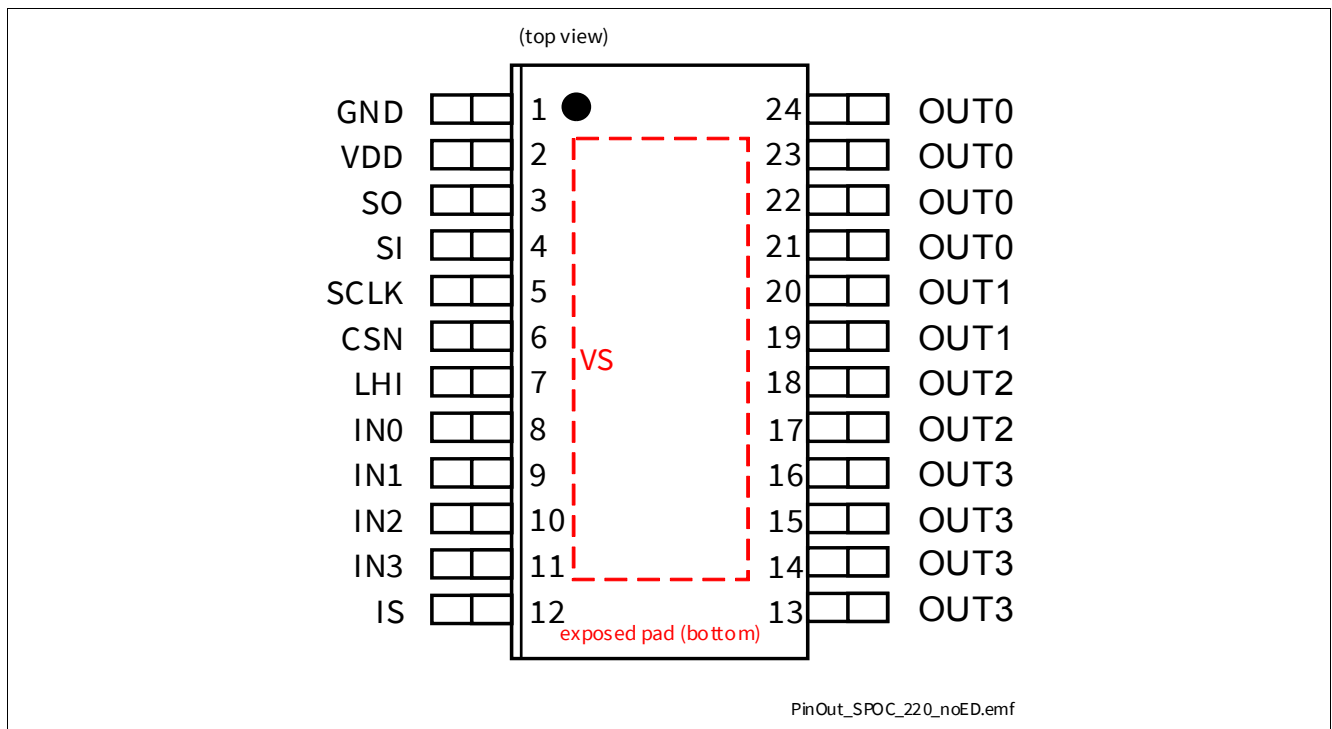 (top view)
GND 1 24 OUT0
VDD 2 23 OUT0
SO 3 22 OUT0
SI 4 21 OUT0
SCLK 5 20 OUT1
CSN 6 19 OUT1
VS
LHI 7 18 OUT2
IN0 8 17 OUT2
IN1 9 16 OUT3
IN2 10 15 OUT3
IN3 11 14 OUT3
IS 12 13 OUT3
exposed pad (bottom)
PinOut_SPOC_220_noED.emf